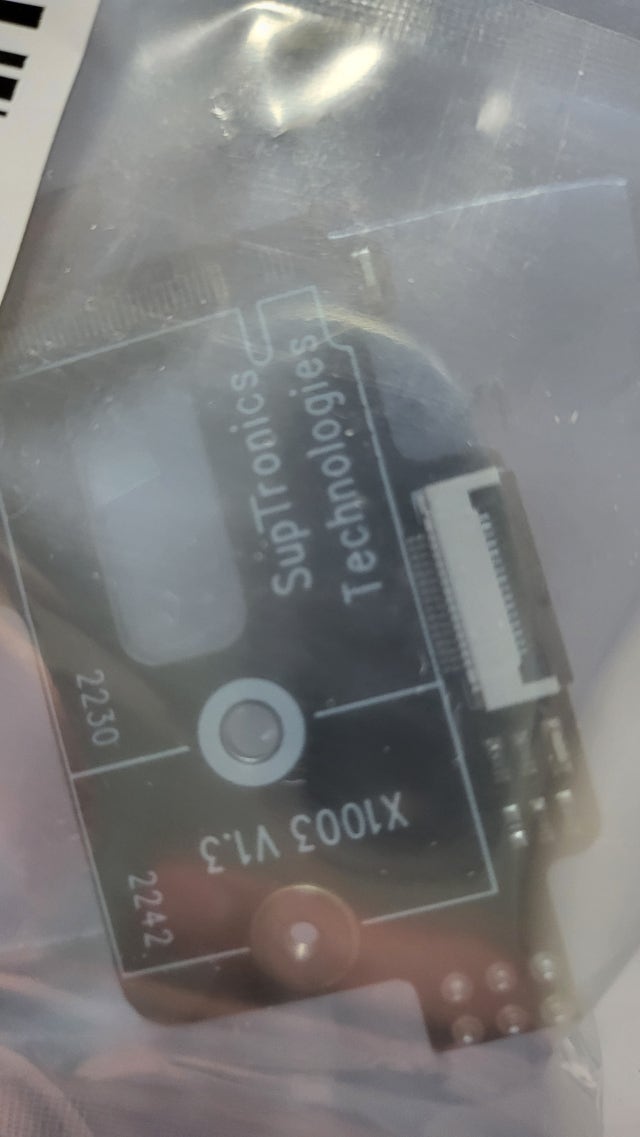 SupTronics
Technologies
2230
X1003 V1.3
2242